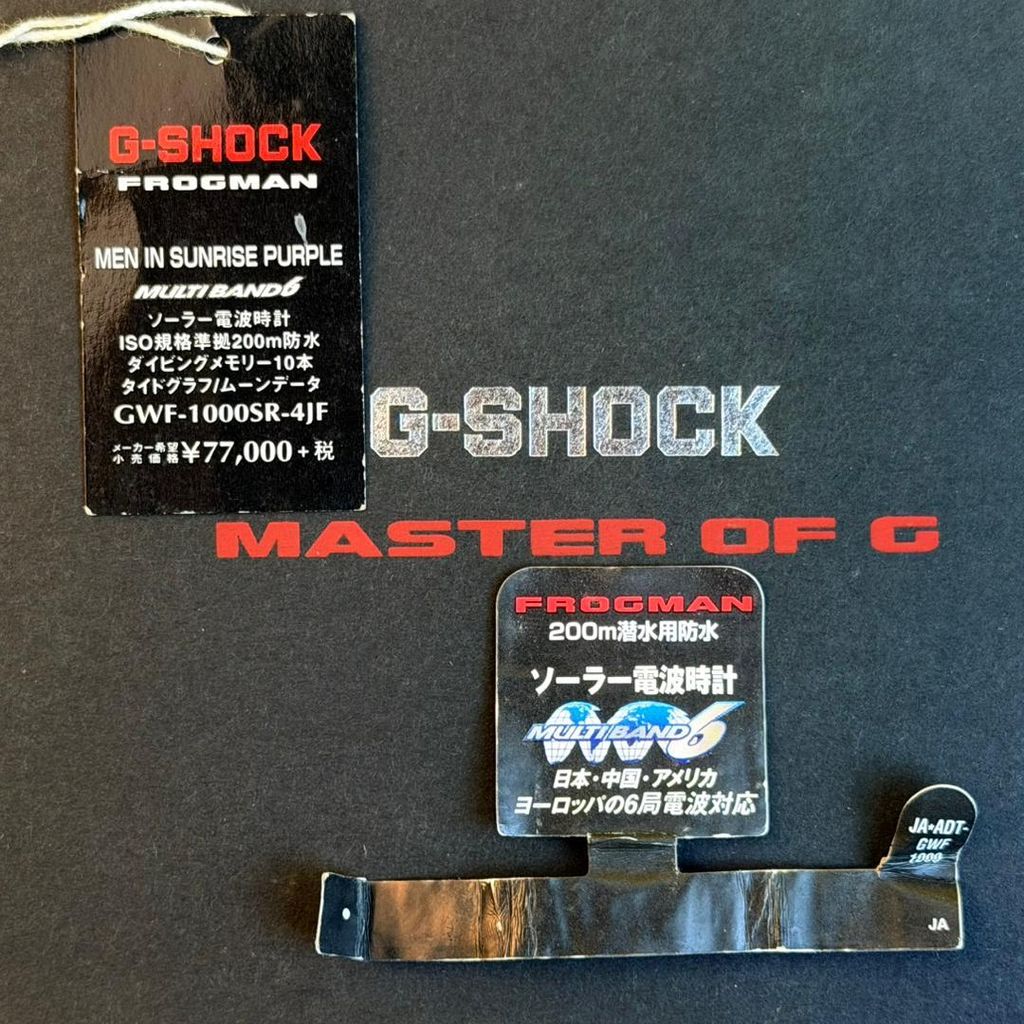 G-SHOCK
FROGMAN
MEN IN SUNRISE PURPLE
MULTI BAND 6
ソーラー電波時計
ISO規格準拠200m防水
ダイビングメモリー10本
タイドグラフ/ムーンデータ
GWF-1000SR-4JF
メーカー希望小売価格 ¥77,000+税
G-SHOCK
MASTER OF G
FROGMAN
200m潜水用防水
ソーラー電波時計
MULTI BAND 6
日本・中国・アメリカ
ヨーロッパの6局電波対応
JA•ADT-
GWF
1000
JA